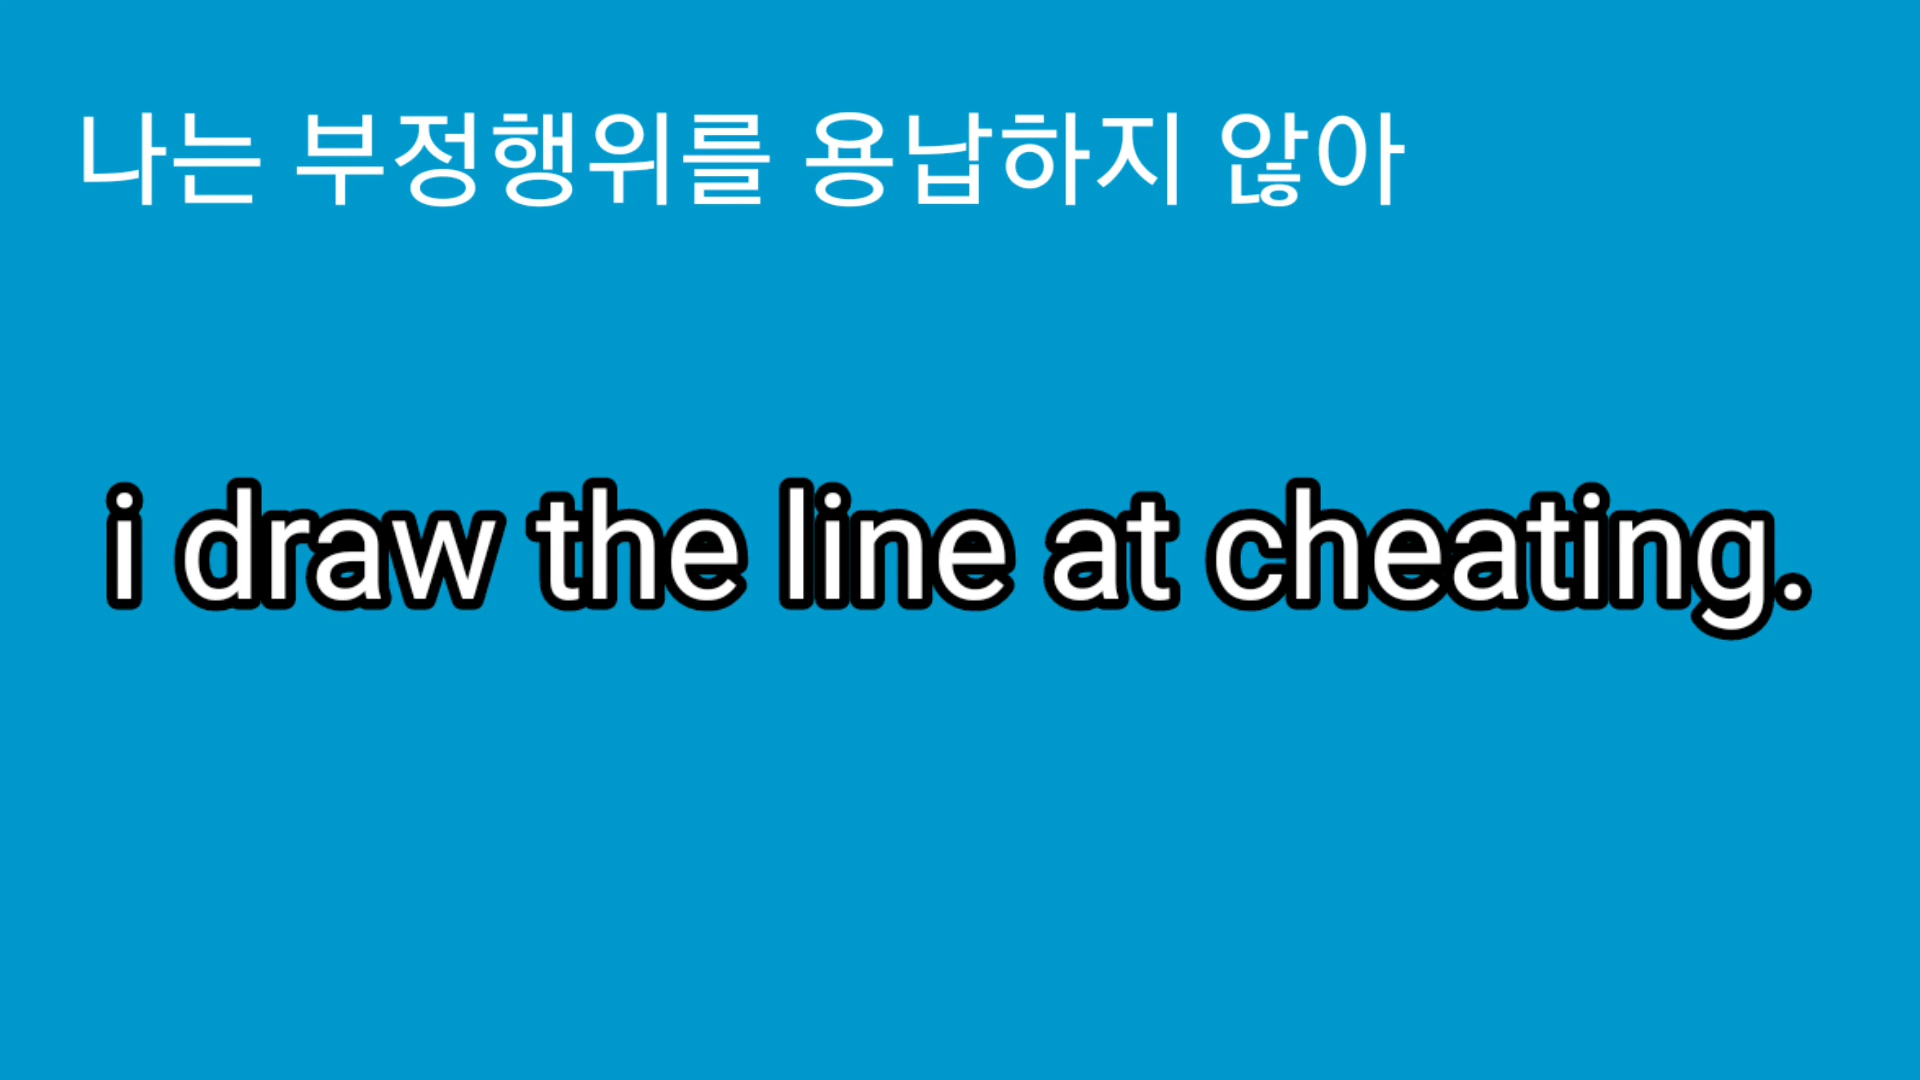 나는 부정행위를 용납하지 않아
i draw the line at cheating.